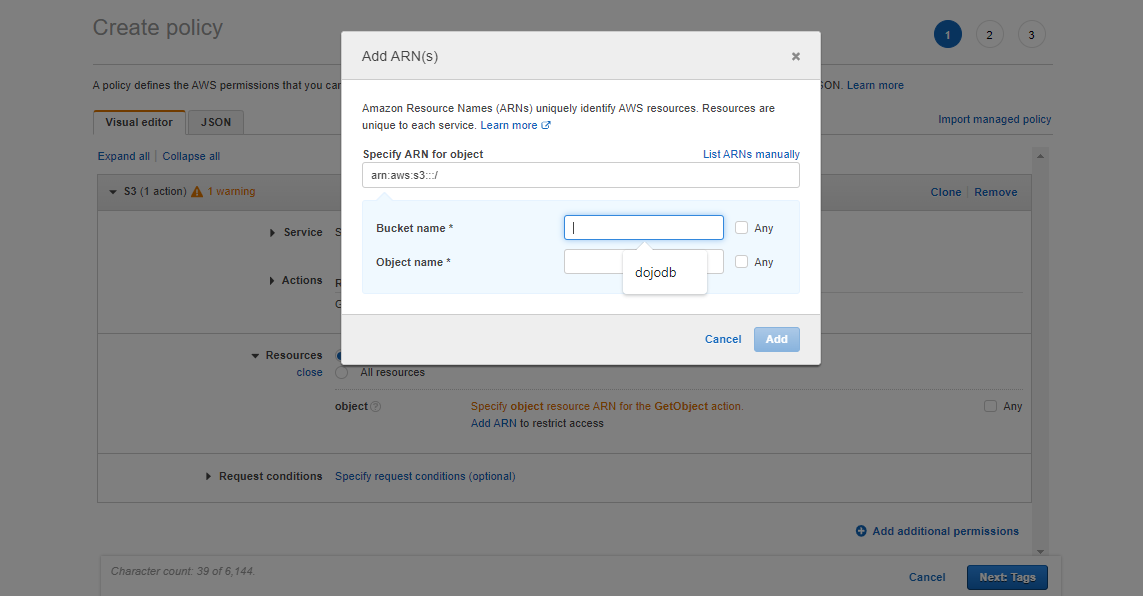 Create policy
1 2 3
A policy defines the AWS permissions that you can
SON. Learn more
Visual editor JSON
Import managed policy
Expand all Collapse all
S3 (1 action) 1 warning
Clone Remove
Service S
Actions
Resources
close
All resources
object ?
Specify object resource ARN for the GetObject action.
Any
Add ARN to restrict access
Request conditions Specify request conditions (optional)
Add additional permissions
Character count: 39 of 6,144.
Cancel Next: Tags
Add ARN(s)
Amazon Resource Names (ARNs) uniquely identify AWS resources. Resources are
unique to each service. Learn more
Specify ARN for object List ARNs manually
arn:aws:s3:::/
Bucket name * Any
Object name * Any
dojodb
Cancel Add